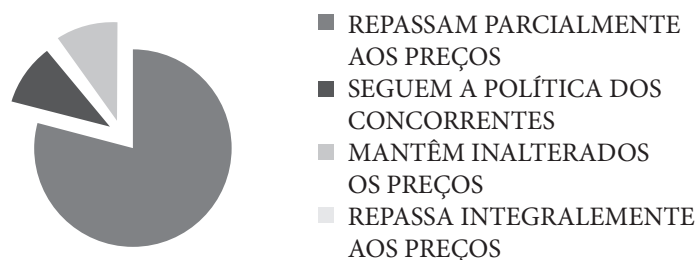 REPASSAM PARCIALMENTE
AOS PREÇOS
SEGUEM A POLÍTICA DOS
CONCORRENTES
MANTÊM INALTERADOS
OS PREÇOS
REPASSA INTEGRALEMENTE
AOS PREÇOS